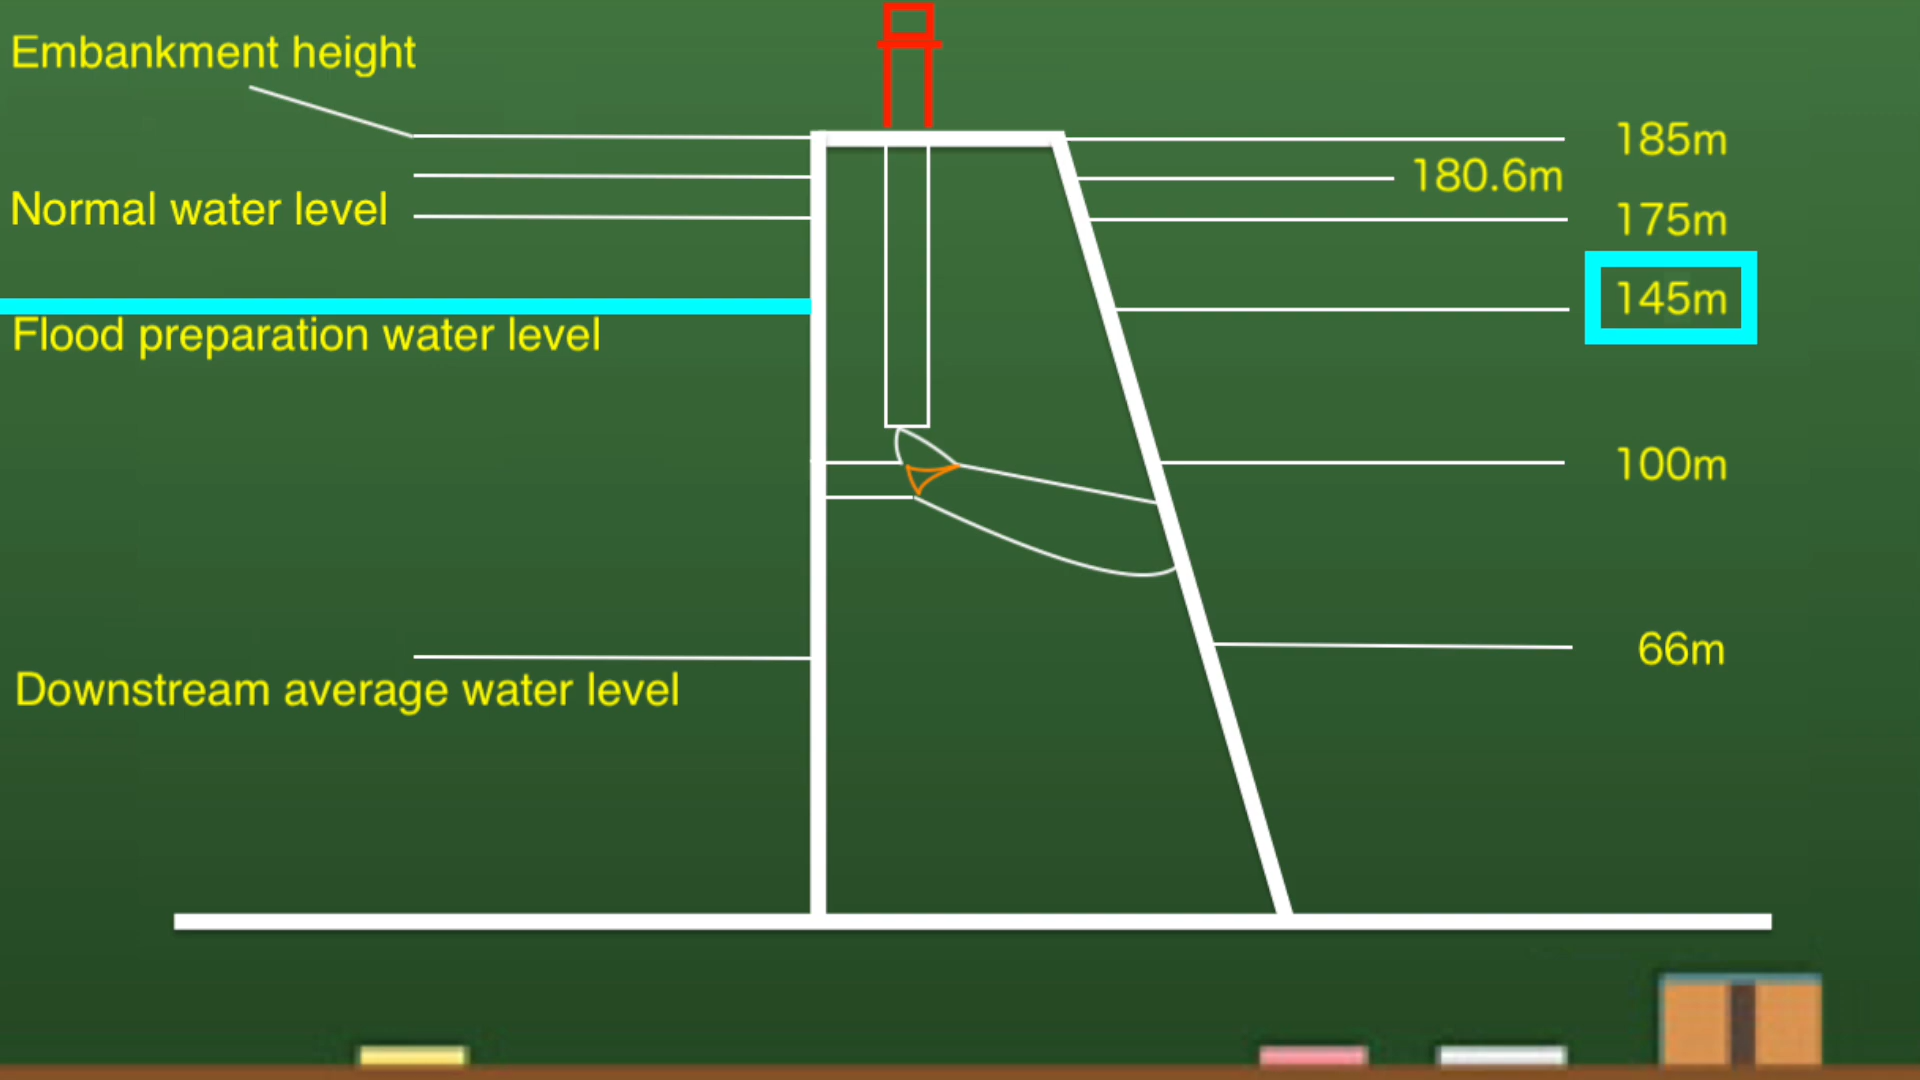 Embankment height
185m
180.6m
Normal water level
175m
145m
Flood preparation water level
100m
66m
Downstream average water level